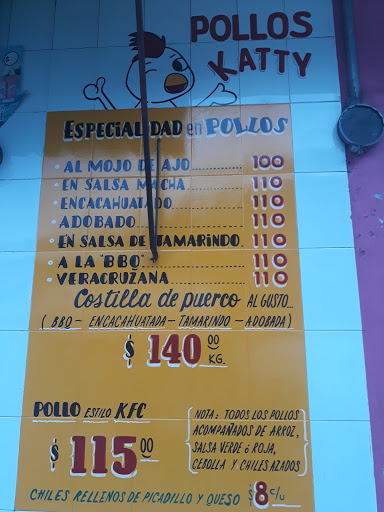 POLLOS
KATTY
ESPECIALIDAD en POLLOS
• AL MOJO DE AJO 100
• EN SALSA MACHA 110
• ENCACAHUATADO 110
• ADOBADO 110
• EN SALSA DE TAMARINDO 110
• A LA "BBQ" 110
• VERACRUZANA 110
Costilla de puerco AL GUSTO
(BBQ - ENCACAHUATADA - TAMARINDO - ADOBADA)
$ 140.00 KG.
POLLO ESTILO KFC
$ 115.00
NOTA: TODOS LOS POLLOS
ACOMPAÑADOS DE ARROZ,
SALSA VERDE ó ROJA,
CEBOLLA Y CHILES ASADOS
CHILES RELLENOS DE PICADILLO Y QUESO $8 c/u